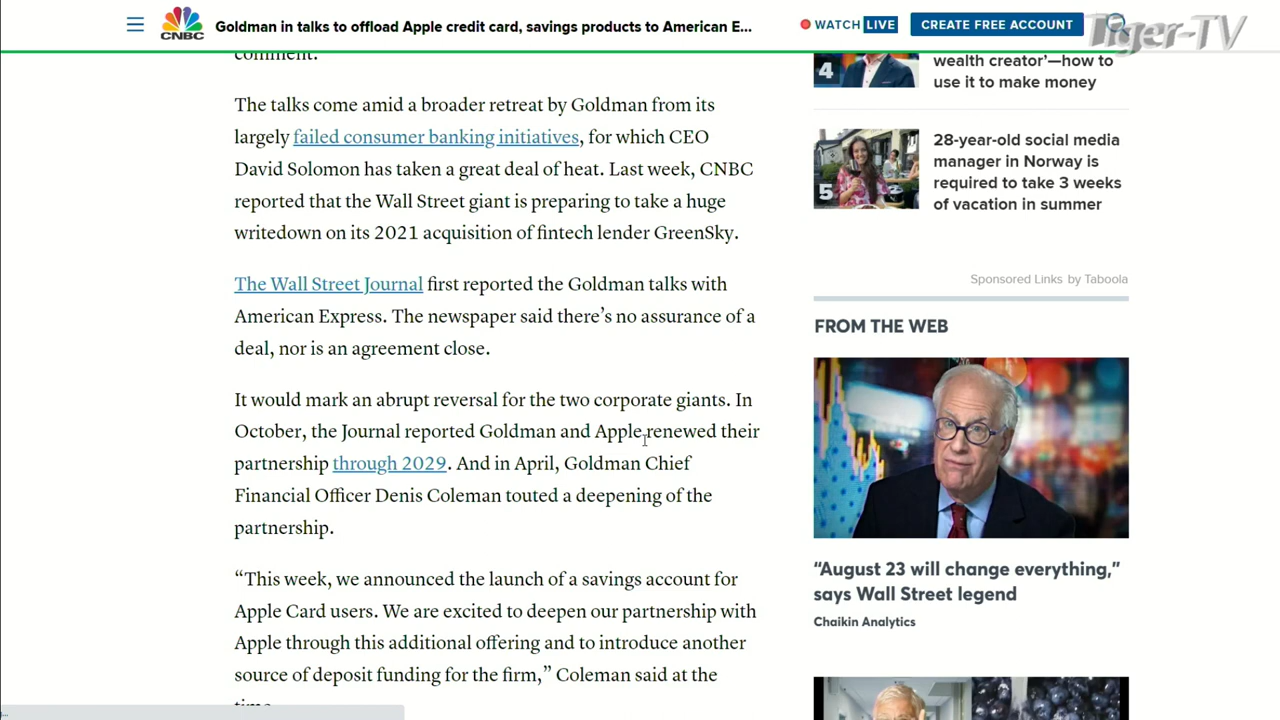 Goldman in talks to offload Apple credit card, savings products to American E...
WATCH LIVE
CREATE FREE ACCOUNT
CNBC
Tiger-TV
comment.
The talks come amid a broader retreat by Goldman from its
largely failed consumer banking initiatives, for which CEO
David Solomon has taken a great deal of heat. Last week, CNBC
reported that the Wall Street giant is preparing to take a huge
writedown on its 2021 acquisition of fintech lender GreenSky.
The Wall Street Journal first reported the Goldman talks with
American Express. The newspaper said there’s no assurance of a
deal, nor is an agreement close.
It would mark an abrupt reversal for the two corporate giants. In
October, the Journal reported Goldman and Apple renewed their
partnership through 2029. And in April, Goldman Chief
Financial Officer Denis Coleman touted a deepening of the
partnership.
“This week, we announced the launch of a savings account for
Apple Card users. We are excited to deepen our partnership with
Apple through this additional offering and to introduce another
source of deposit funding for the firm,” Coleman said at the
time.
4
wealth creator’—how to
use it to make money
5
28-year-old social media
manager in Norway is
required to take 3 weeks
of vacation in summer
Sponsored Links by Taboola
FROM THE WEB
“August 23 will change everything,”
says Wall Street legend
Chaikin Analytics